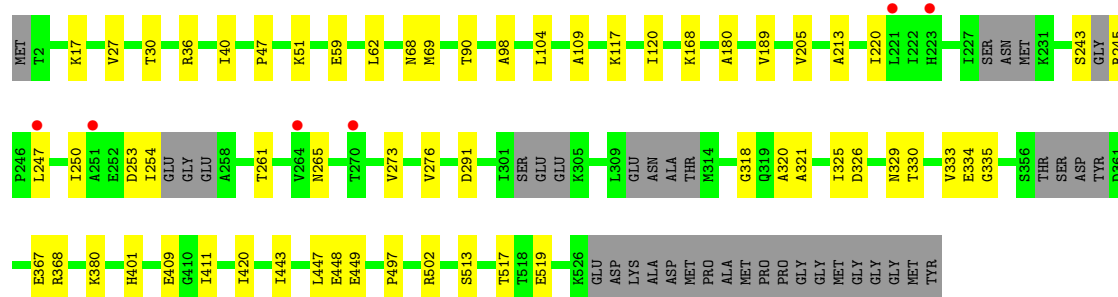 MET T2 K17 V27 T30 R36 I40 P47 K51 E59 L62 N68 M69 T90 A98 L104 A109 K117 I120 K168 A180 V189 V205 A213 I220 L221 I222 H223 I227 SER ASN MET K231 S243 GLY R245
P246 L247 I250 A251 E252 D253 I254 GLU GLY GLU A258 T261 V264 N265 T270 V273 V276 D291 I301 SER GLU GLU K305 L309 GLU ASN ALA THR M314 G318 Q319 A320 A321 I325 D326 N329 T330 V333 E334 G335 S356 THR SER ASP TYR D361
E367 R368 K380 H401 E409 G410 I411 I420 I443 L447 E448 E449 P497 R502 S513 T517 T518 E519 K526 GLU ASP LYS ALA ASP MET PRO ALA MET PRO PRO GLY GLY MET GLY GLY GLY MET TYR